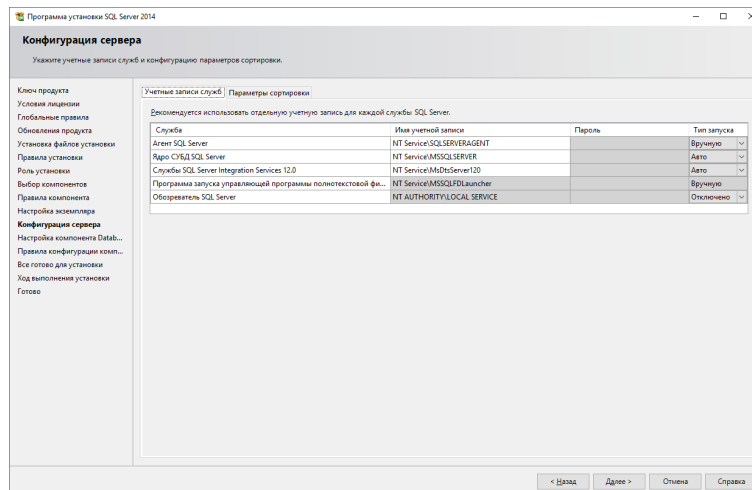 Программа установки SQL Server 2014
Конфигурация сервера
Укажите учетные записи служб и конфигурацию параметров сортировки.
Ключ продукта
Условия лицензии
Глобальные правила
Обновления продукта
Установка файлов установки
Правила установки
Роль установки
Выбор компонентов
Правила компонента
Настройка экземпляра
Конфигурация сервера
Настройка компонента Datab...
Правила конфигурации комп...
Все готово для установки
Ход выполнения установки
Готово
Учетные записи служб Параметры сортировки
Рекомендуется использовать отдельную учетную запись для каждой службы SQL Server.
Служба Имя учетной записи Пароль Тип запуска
Агент SQL Server NT Service\SQLSERVERAGENT Вручную
Ядро СУБД SQL Server NT Service\MSSQLSERVER Авто
Службы SQL Server Integration Services 12.0 NT Service\MsDtsServer120 Авто
Программа запуска управляющей программы полнотекстовой фи... NT Service\MSSQLFDLauncher Вручную
Обозреватель SQL Server NT AUTHORITY\LOCAL SERVICE Отключено
< Назад Далее > Отмена Справка